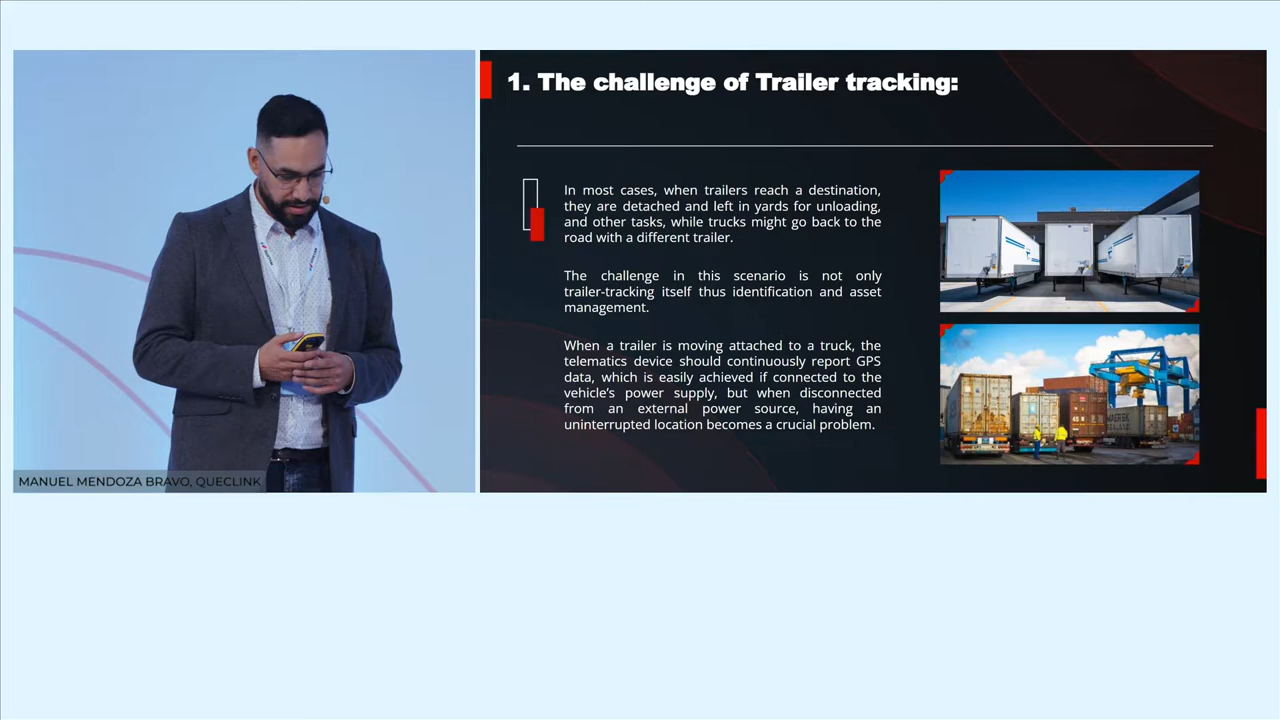 1. The challenge of Trailer tracking:
In most cases, when trailers reach a destination,
they are detached and left in yards for unloading,
and other tasks, while trucks might go back to the
road with a different trailer.
The challenge in this scenario is not only
trailer-tracking itself thus identification and asset
management.
When a trailer is moving attached to a truck, the
telematics device should continuously report GPS
data, which is easily achieved if connected to the
vehicle's power supply, but when disconnected
from an external power source, having an
uninterrupted location becomes a crucial problem.
MANUEL MENDOZA BRAVO, QUECLINK